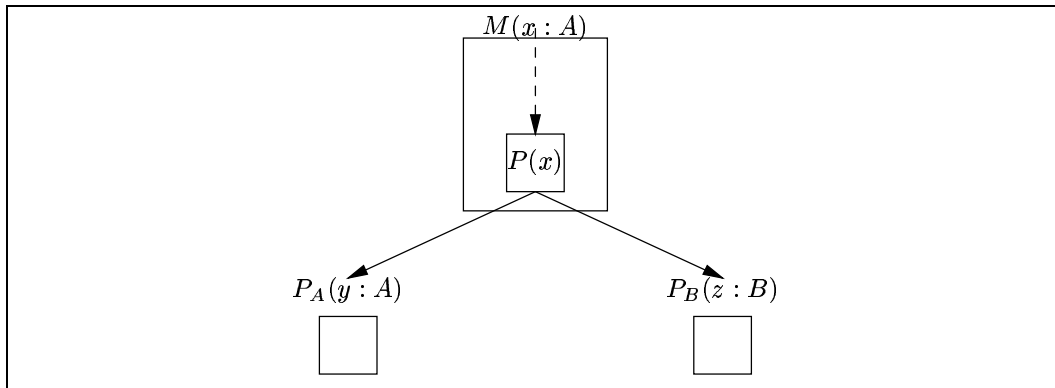 M(x : A)
P(x)
P_A(y : A) P_B(z : B)